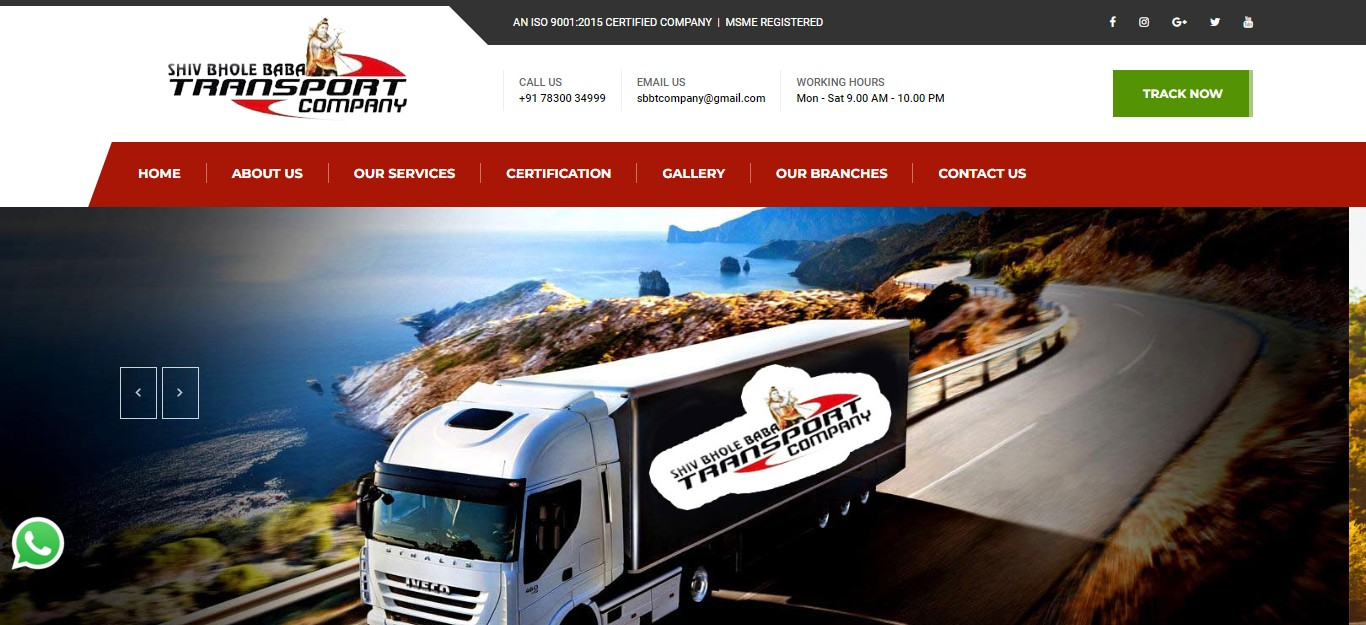 AN ISO 9001:2015 CERTIFIED COMPANY | MSME REGISTERED
SHIV BHOLE BABA
TRANSPORT
COMPANY
CALL US
+91 78300 34999
EMAIL US
sbbtcompany@gmail.com
WORKING HOURS
Mon - Sat 9.00 AM - 10.00 PM
TRACK NOW
HOME
ABOUT US
OUR SERVICES
CERTIFICATION
GALLERY
OUR BRANCHES
CONTACT US
SHIV BHOLE BABA
TRANSPORT
COMPANY
STRALIS
IVECO